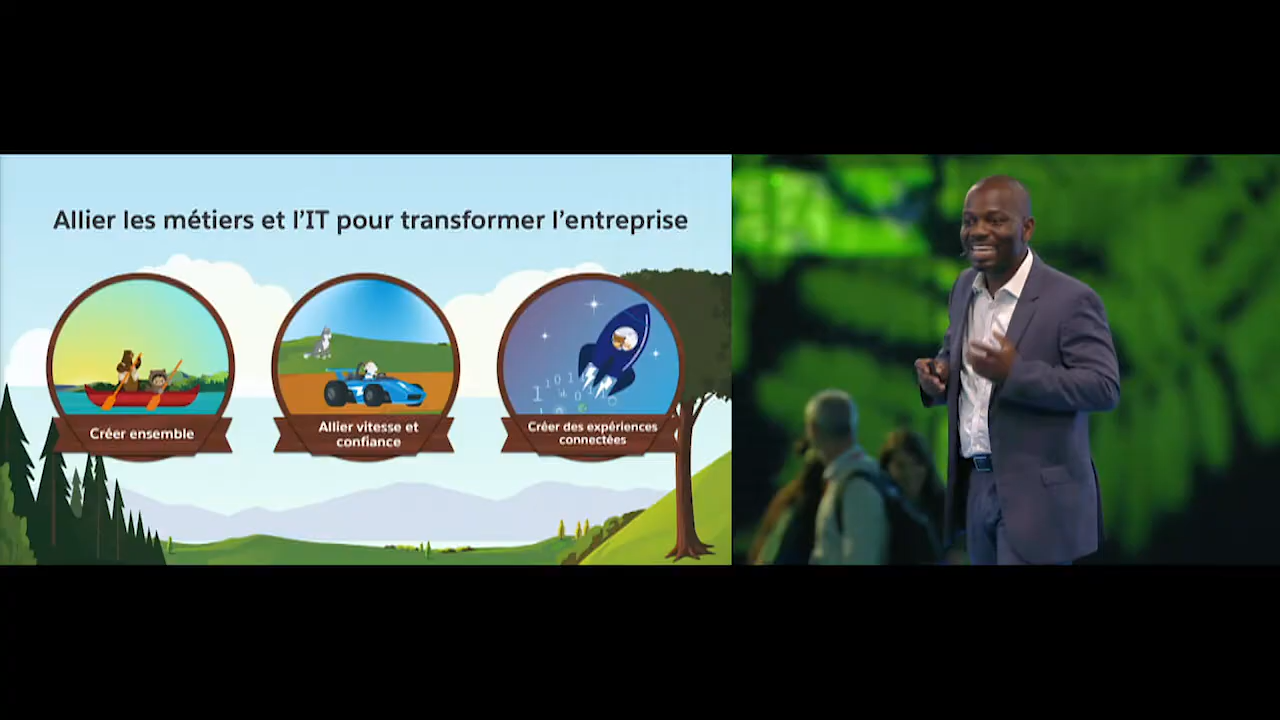 Allier les métiers et l’IT pour transformer l’entreprise
Créer ensemble
Allier vitesse et
confiance
Créer des expériences
connectées